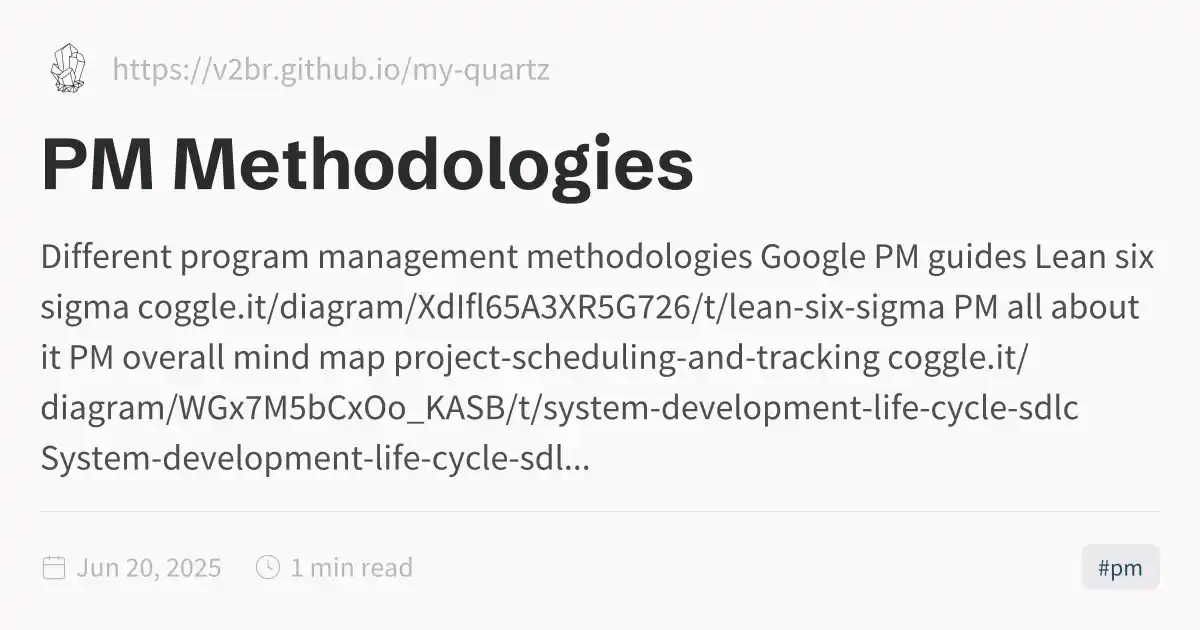 https://v2br.github.io/my-quartz
PM Methodologies
Different program management methodologies Google PM guides Lean six
sigma coggle.it/diagram/XdIfl65A3XR5G726/t/lean-six-sigma PM all about
it PM overall mind map project-scheduling-and-tracking coggle.it/
diagram/WGx7M5bCxOo_KASB/t/system-development-life-cycle-sdlc
System-development-life-cycle-sdl...
Jun 20, 2025 1 min read #pm